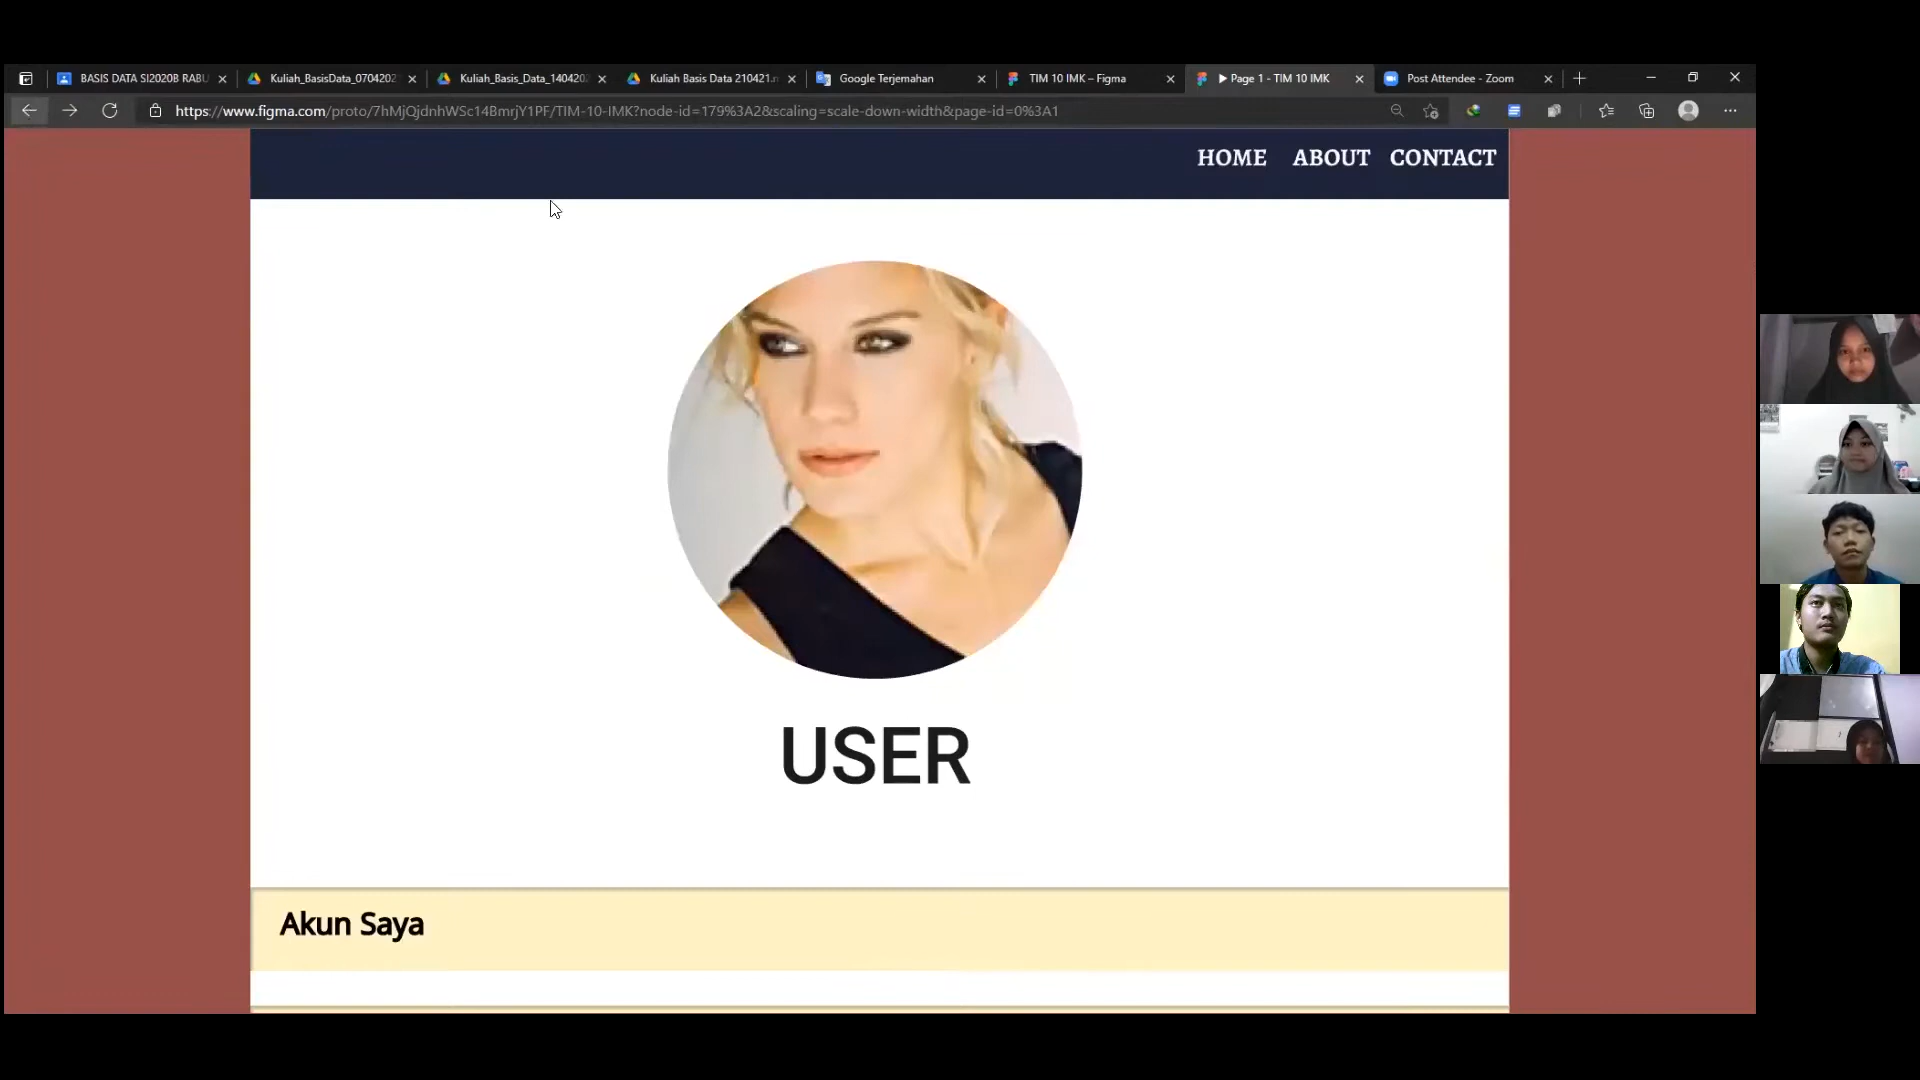 BASIS DATA SI2020B RABU
Kuliah_BasisData_070420
Kuliah_Basis_Data_140420
Kuliah Basis Data 210421.m
Google Terjemahan
TIM 10 IMK – Figma
Page 1 - TIM 10 IMK
Post Attendee - Zoom
https://www.figma.com/proto/7hMjQjdnhWSc14BmrjY1PF/TIM-10-IMK?node-id=179%3A2&scaling=scale-down-width&page-id=0%3A1
HOME ABOUT CONTACT
USER
Akun Saya